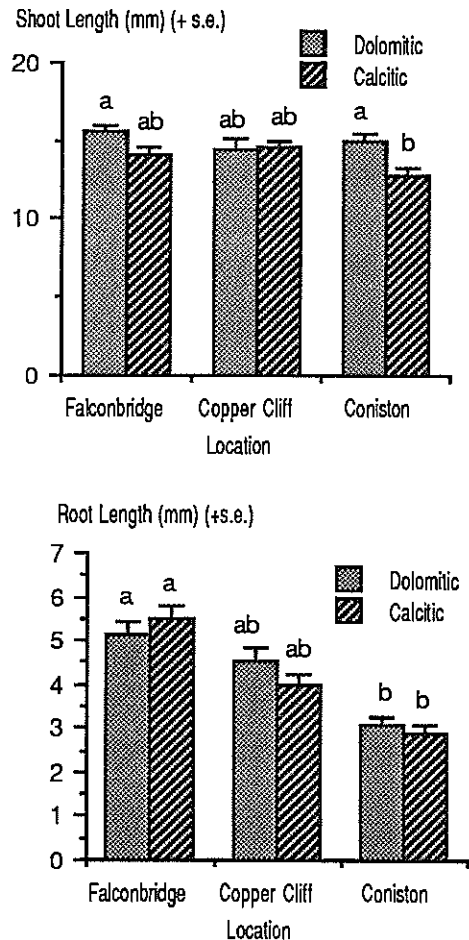 Shoot Length (mm) (+ s.e.)
Dolomitic
Calcitic
20
a
ab
ab
ab
a
b
10
0
Falconbridge Copper Cliff Coniston
Location
Root Length (mm) (+s.e.)
7
Dolomitic
Calcitic
6
a
a
ab
ab
5
4
b
b
3
2
1
0
Falconbridge Copper Cliff Coniston
Location